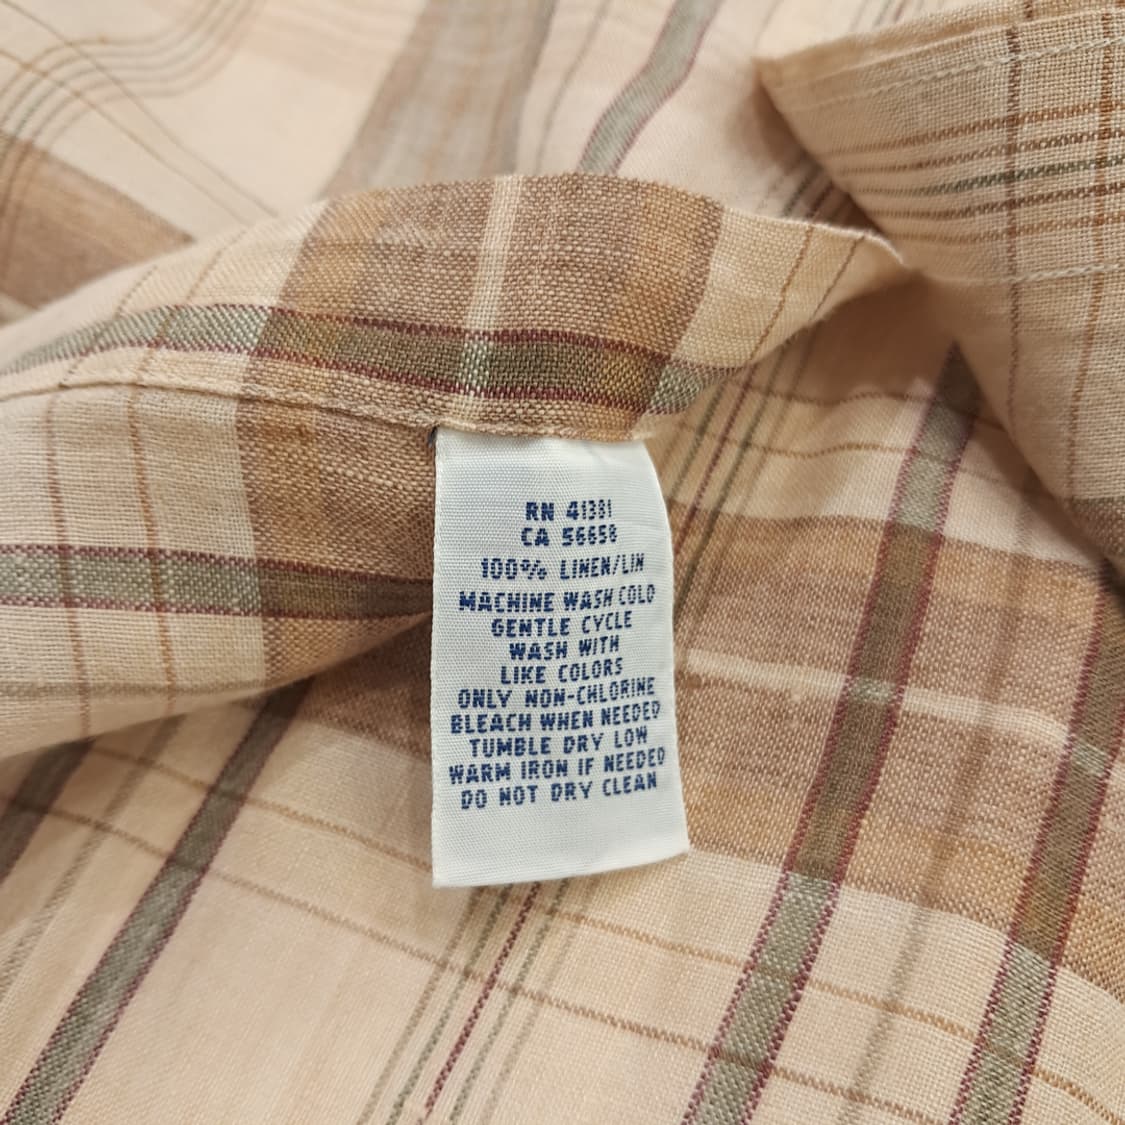 RN 41381
CA 56658
100% LINEN/LIN
MACHINE WASH COLD
GENTLE CYCLE
WASH WITH
LIKE COLORS
ONLY NON-CHLORINE
BLEACH WHEN NEEDED
TUMBLE DRY LOW
WARM IRON IF NEEDED
DO NOT DRY CLEAN